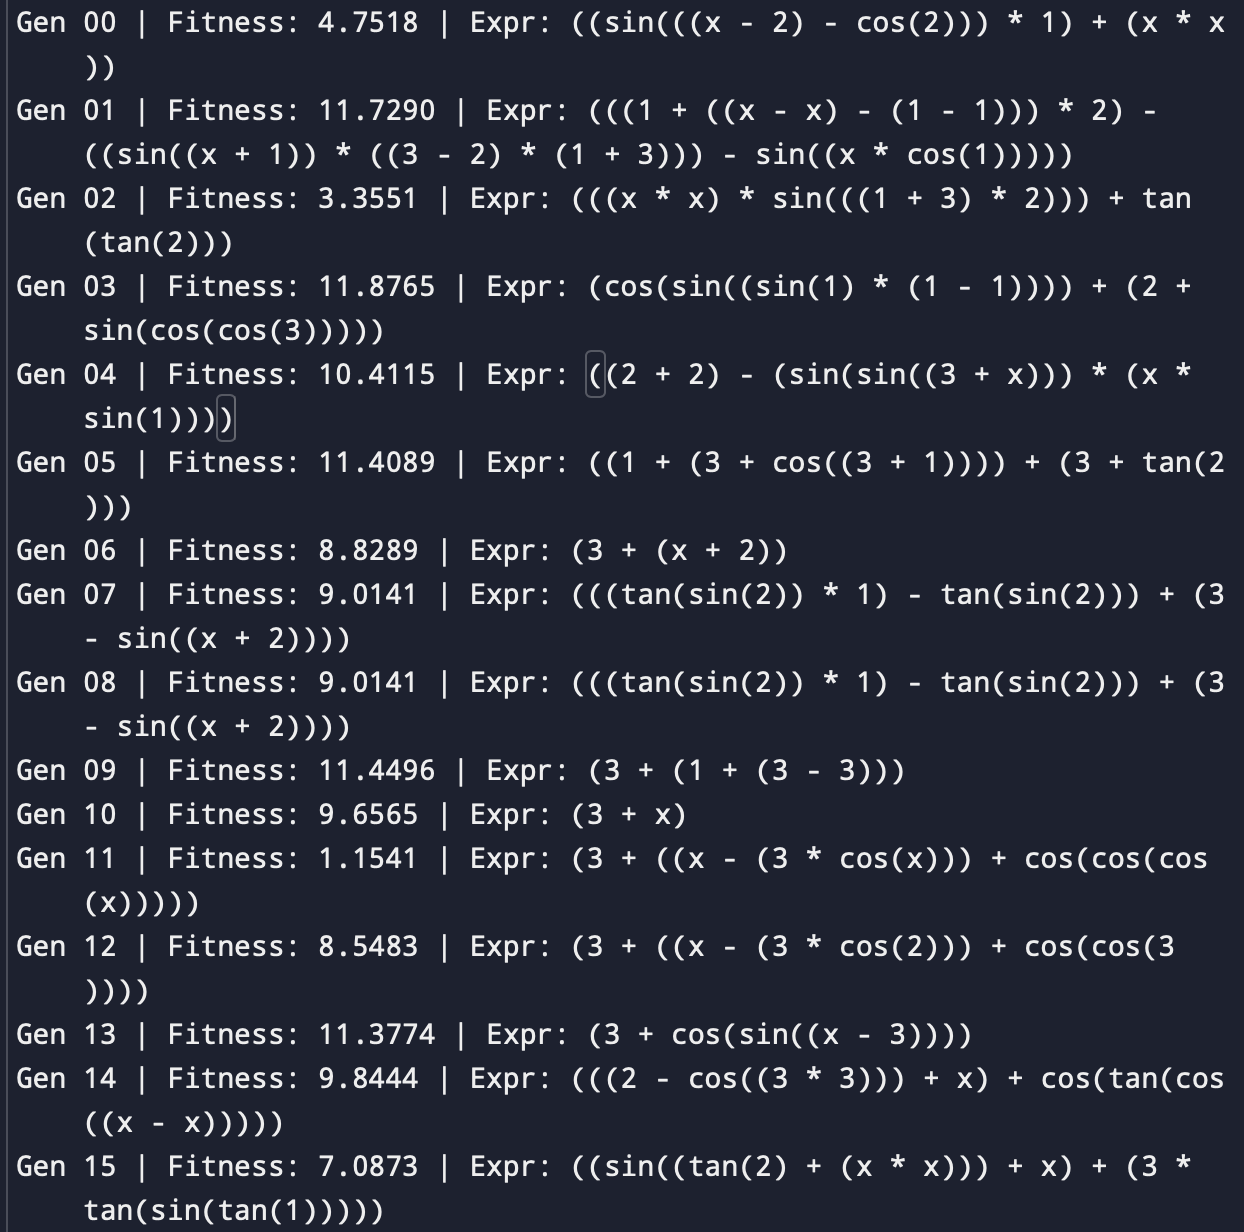 Gen 00 | Fitness: 4.7518 | Expr: ((sin(((x - 2) - cos(2))) * 1) + (x * x
))
Gen 01 | Fitness: 11.7290 | Expr: (((1 + ((x - x) - (1 - 1))) * 2) -
((sin((x + 1)) * ((3 - 2) * (1 + 3))) - sin((x * cos(1)))))
Gen 02 | Fitness: 3.3551 | Expr: (((x * x) * sin(((1 + 3) * 2))) + tan
(tan(2)))
Gen 03 | Fitness: 11.8765 | Expr: (cos(sin((sin(1) * (1 - 1)))) + (2 +
sin(cos(cos(3)))))
Gen 04 | Fitness: 10.4115 | Expr: ((2 + 2) - (sin(sin((3 + x))) * (x *
sin(1))))
Gen 05 | Fitness: 11.4089 | Expr: ((1 + (3 + cos((3 + 1)))) + (3 + tan(2
)))
Gen 06 | Fitness: 8.8289 | Expr: (3 + (x + 2))
Gen 07 | Fitness: 9.0141 | Expr: (((tan(sin(2)) * 1) - tan(sin(2))) + (3
- sin((x + 2))))
Gen 08 | Fitness: 9.0141 | Expr: (((tan(sin(2)) * 1) - tan(sin(2))) + (3
- sin((x + 2))))
Gen 09 | Fitness: 11.4496 | Expr: (3 + (1 + (3 - 3)))
Gen 10 | Fitness: 9.6565 | Expr: (3 + x)
Gen 11 | Fitness: 1.1541 | Expr: (3 + ((x - (3 * cos(x))) + cos(cos(cos
(x)))))
Gen 12 | Fitness: 8.5483 | Expr: (3 + ((x - (3 * cos(2))) + cos(cos(3
))))
Gen 13 | Fitness: 11.3774 | Expr: (3 + cos(sin((x - 3))))
Gen 14 | Fitness: 9.8444 | Expr: (((2 - cos((3 * 3))) + x) + cos(tan(cos
((x - x)))))
Gen 15 | Fitness: 7.0873 | Expr: ((sin((tan(2) + (x * x))) + x) + (3 *
tan(sin(tan(1)))))